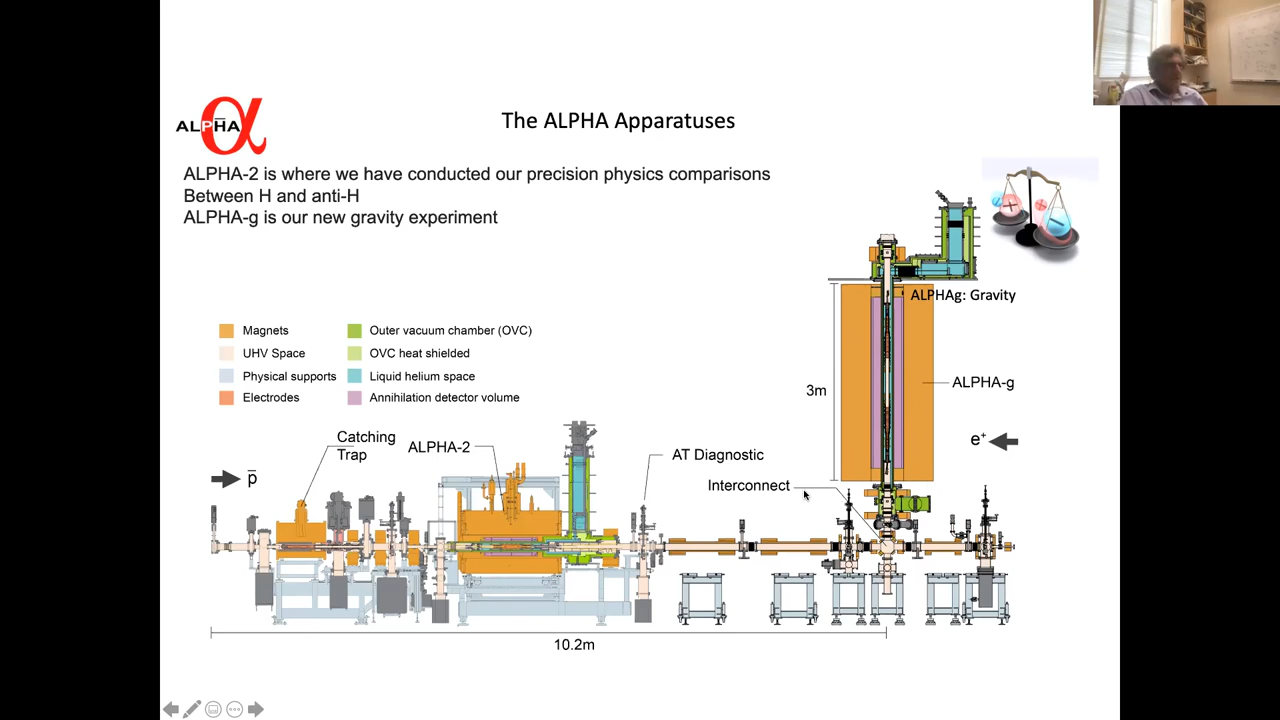 ALPHA
α
The ALPHA Apparatuses
ALPHA-2 is where we have conducted our precision physics comparisons
Between H and anti-H
ALPHA-g is our new gravity experiment
ALPHAg: Gravity
Magnets
UHV Space
Physical supports
Electrodes
Outer vacuum chamber (OVC)
OVC heat shielded
Liquid helium space
Annihilation detector volume
3m
ALPHA-g
e⁺
Catching
Trap
ALPHA-2
AT Diagnostic
Interconnect
p̅
10.2m